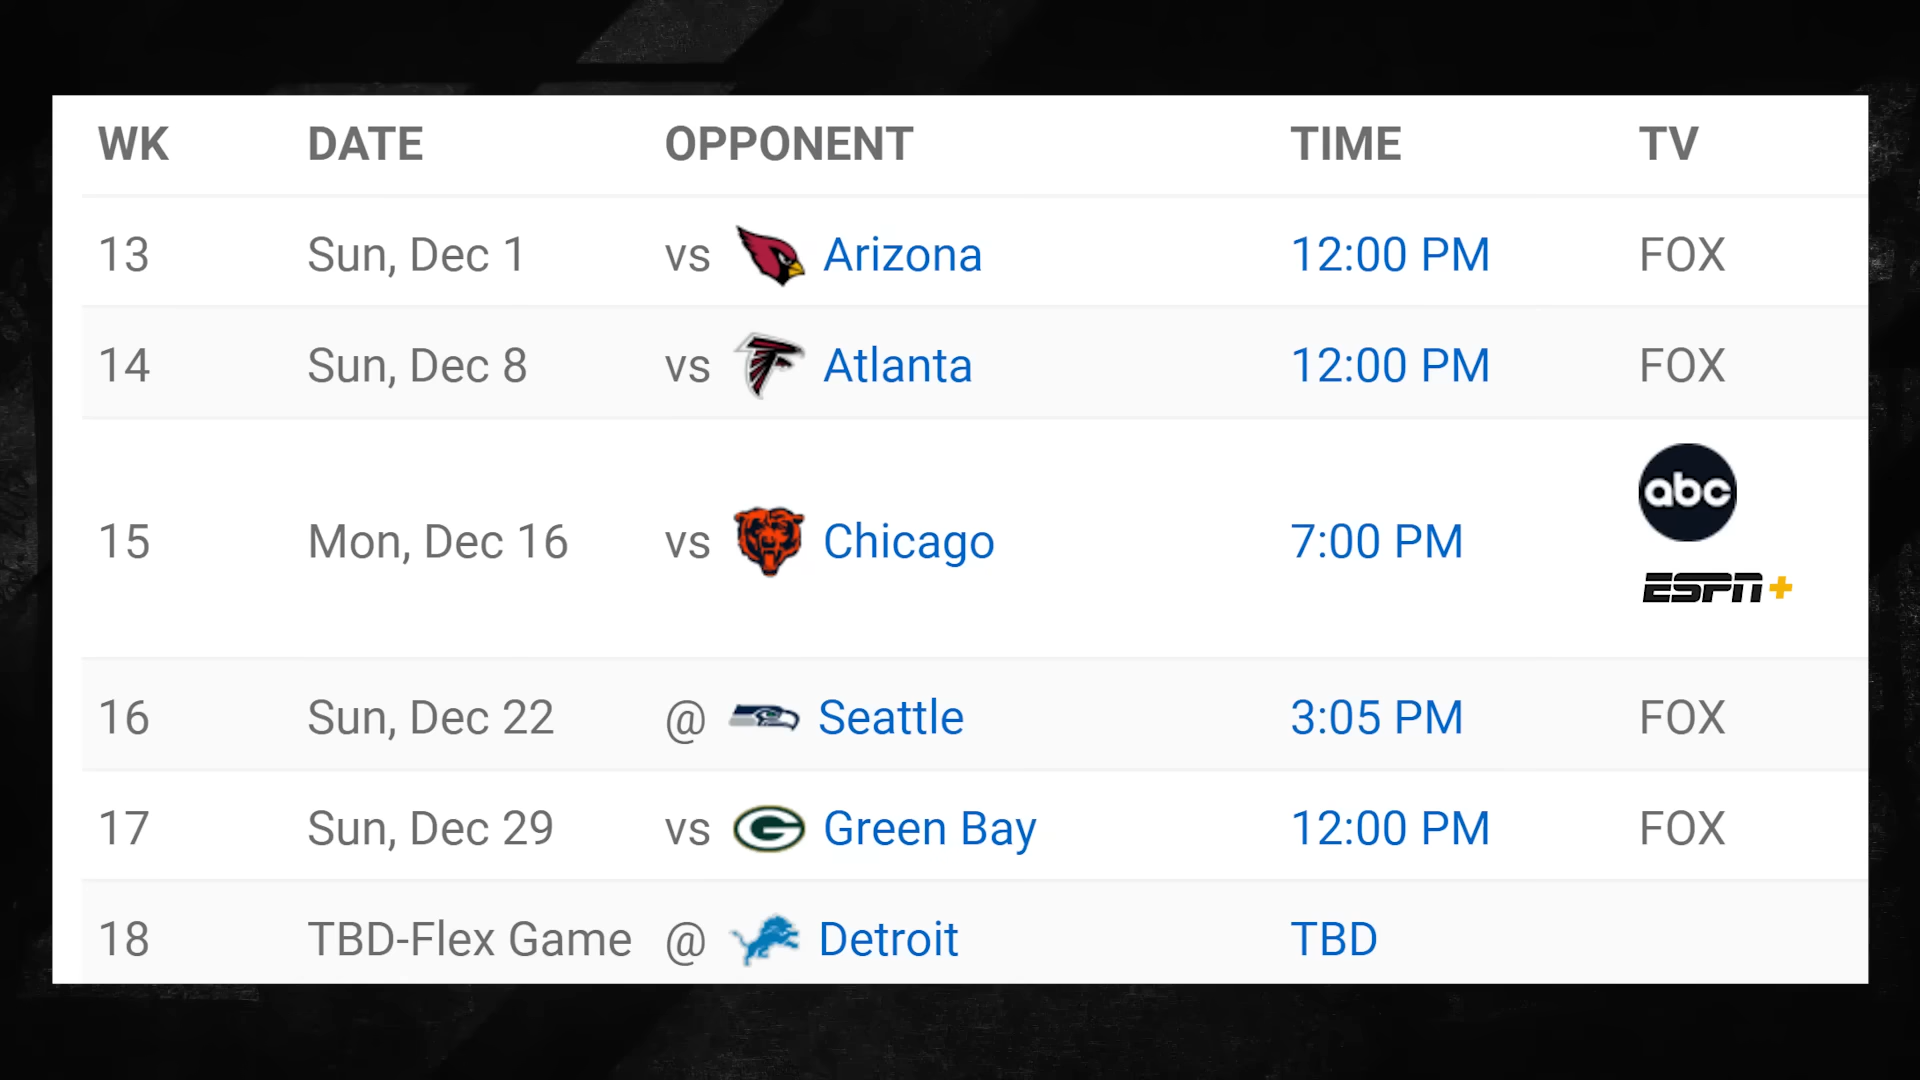 WK DATE OPPONENT TIME TV
13 Sun, Dec 1 vs Arizona 12:00 PM FOX
14 Sun, Dec 8 vs Atlanta 12:00 PM FOX
15 Mon, Dec 16 vs Chicago 7:00 PM abc
ESPN+
16 Sun, Dec 22 @ Seattle 3:05 PM FOX
17 Sun, Dec 29 vs G Green Bay 12:00 PM FOX
18 TBD-Flex Game @ Detroit TBD